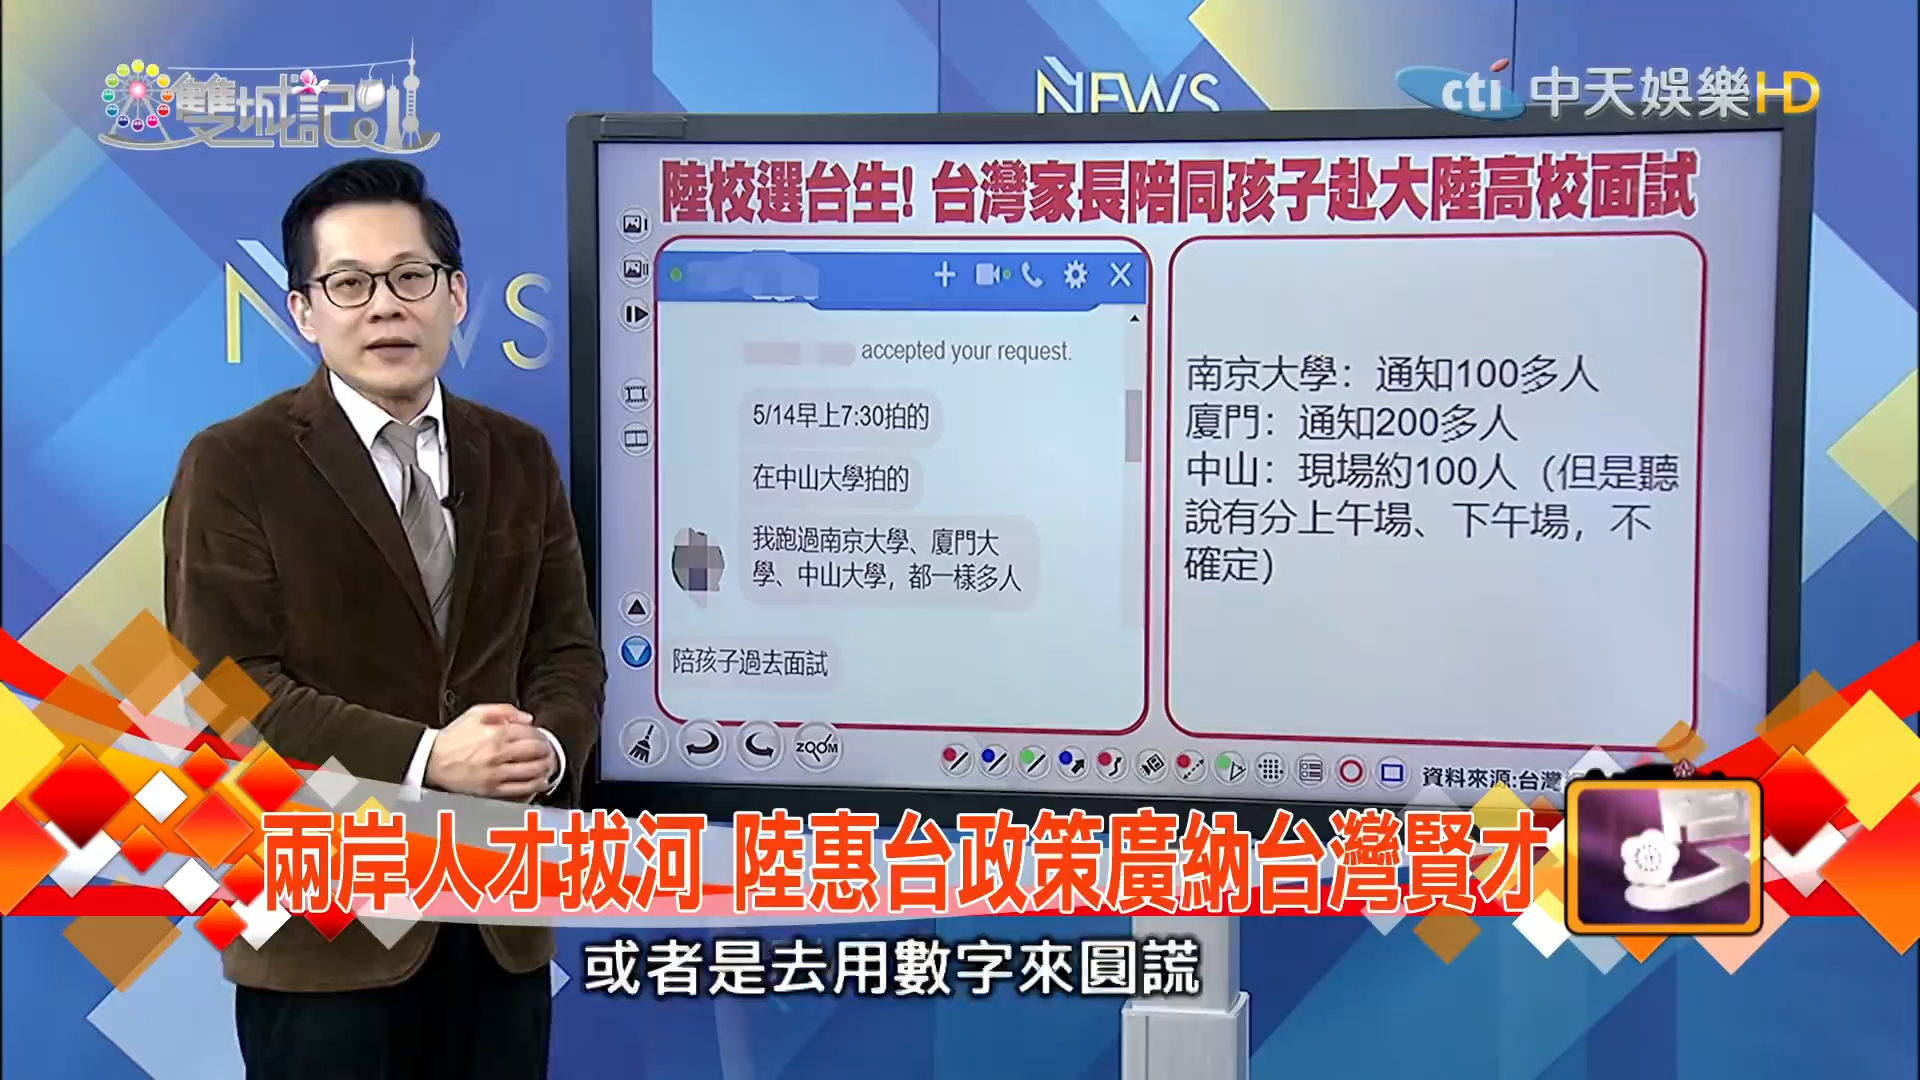 雙城記
NEWS
cti 中天娛樂HD
NEWS
陸校選台生! 台灣家長陪同孩子赴大陸高校面試
accepted your request.
5/14早上7:30拍的
在中山大學拍的
我跑過南京大學、廈門大
學、中山大學，都一樣多人
陪孩子過去面試
南京大學：通知100多人
廈門：通知200多人
中山：現場約100人（但是聽
說有分上午場、下午場，不
確定）
ZOOM
資料來源:台灣
兩岸人才拔河 陸惠台政策廣納台灣賢才
或者是去用數字來圓謊